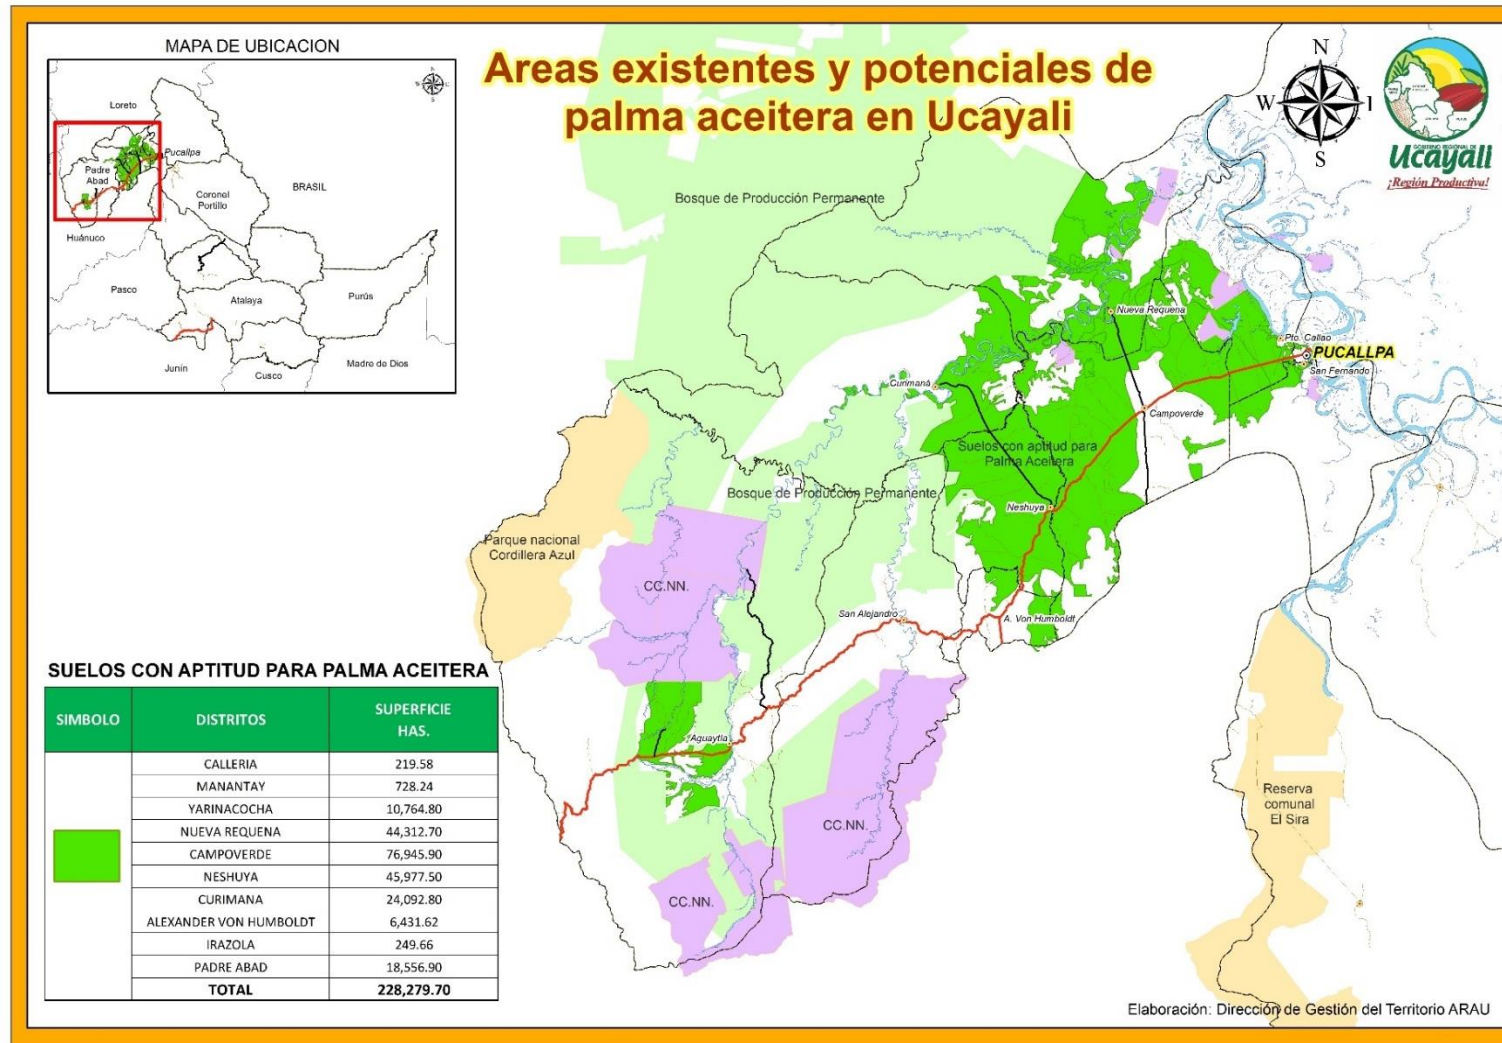 MAPA DE UBICACION
Loreto
Pucallpa
Padre
Abad
Coronel
Portillo
BRASIL
Huánuco
Pasco
Atalaya
Purús
Junín
Cusco
Madre de Dios
Areas existentes y potenciales de
palma aceitera en Ucayali
N
W
S
GOBIERNO REGIONAL DE
Ucayali
¡Región Productiva!
Bosque de Producción Permanente
Nueva Requena
Pto. Callao
PUCALLPA
San Fernando
Curimaná
Campoverde
Suelos con aptitud para
Palma Aceitera
Bosque de Producción Permanente
Neshuya
Parque nacional
Cordillera Azul
CC.NN.
San Alejandro
A. Von Humboldt
Aguaytía
CC.NN.
CC.NN.
Reserva
comunal
El Sira
SUELOS CON APTITUD PARA PALMA ACEITERA
SIMBOLO DISTRITOS SUPERFICIE HAS.
CALLERIA 219.58
MANANTAY 728.24
YARINACOCHA 10,764.80
NUEVA REQUENA 44,312.70
CAMPOVERDE 76,945.90
NESHUYA 45,977.50
CURIMANA 24,092.80
ALEXANDER VON HUMBOLDT 6,431.62
IRAZOLA 249.66
PADRE ABAD 18,556.90
TOTAL 228,279.70
Elaboración: Dirección de Gestión del Territorio ARAU